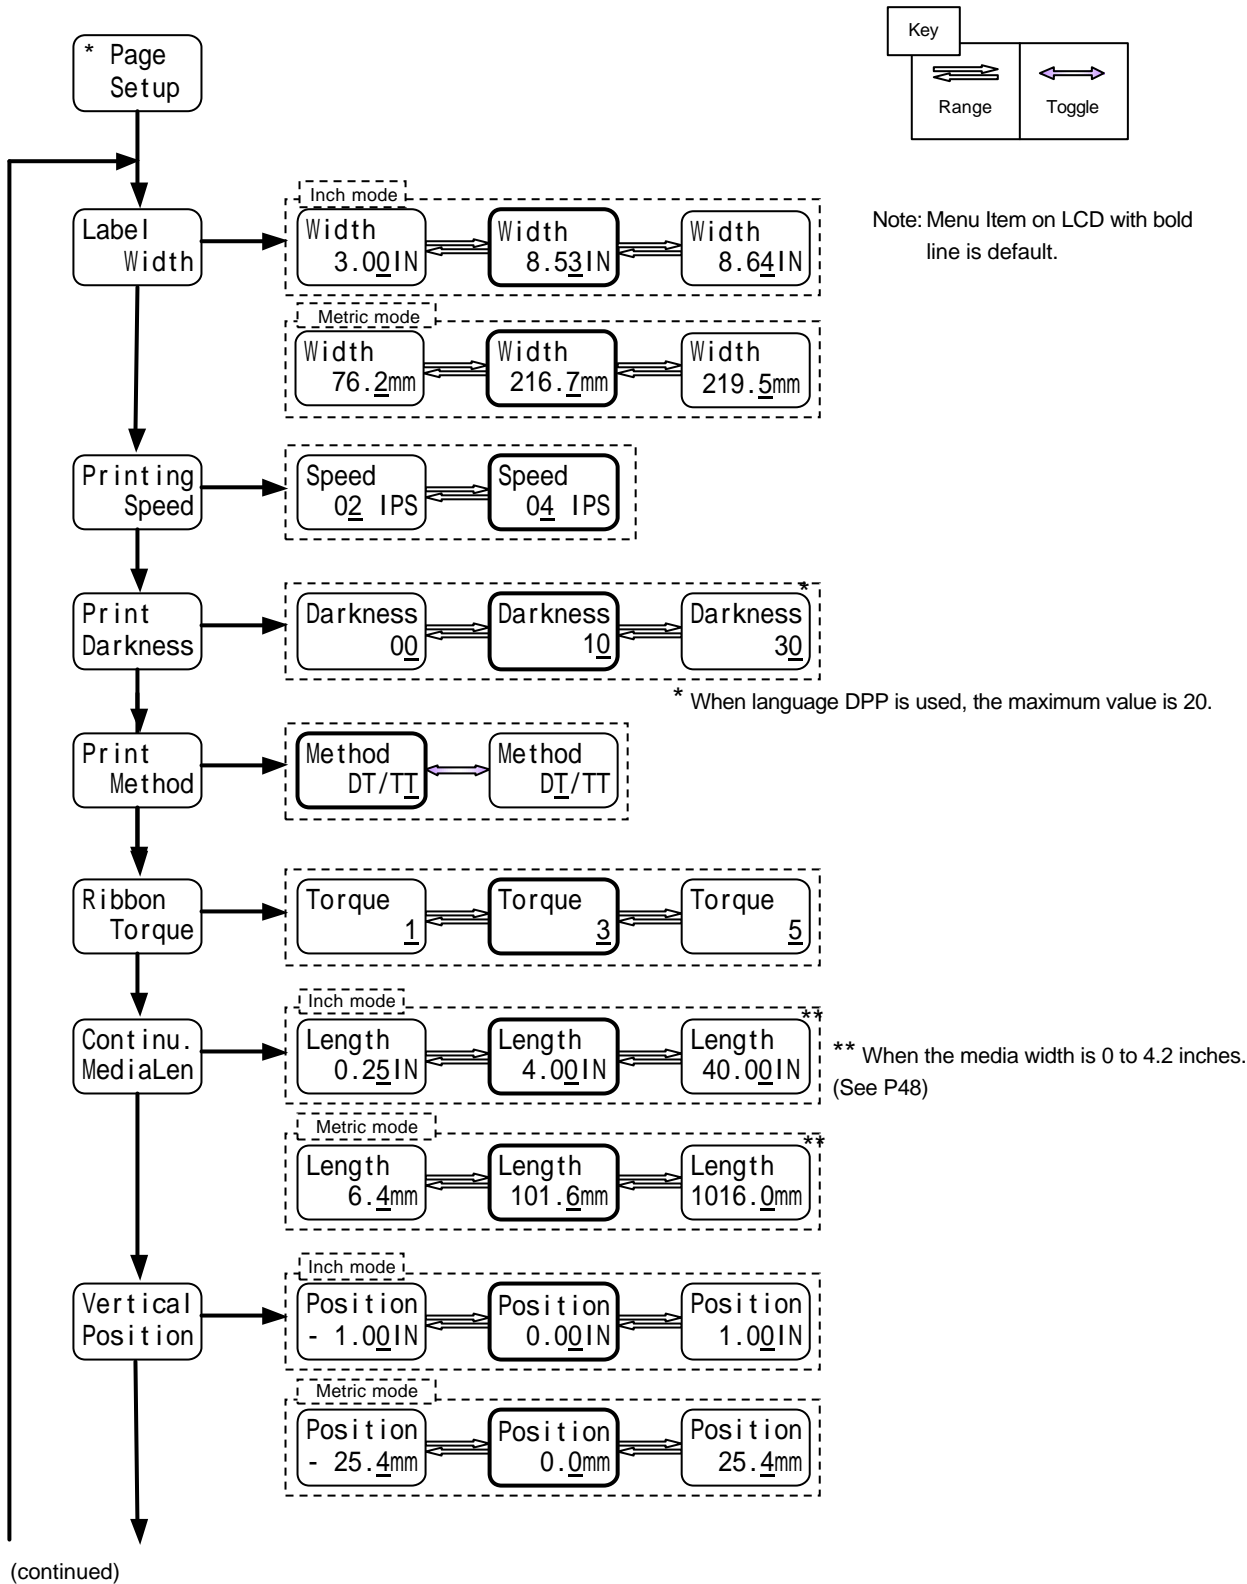 * Page
Setup
Key
Range
Toggle
Note: Menu Item on LCD with bold
line is default.
Label
Width
Inch mode
Width
3.00IN
Width
8.53IN
Width
8.64IN
Metric mode
Width
76.2mm
Width
216.7mm
Width
219.5mm
Printing
Speed
Speed
02 IPS
Speed
04 IPS
Print
Darkness
Darkness
00
Darkness
10
Darkness
30
*
* When language DPP is used, the maximum value is 20.
Print
Method
Method
DT/TT
Method
DT/TT
Ribbon
Torque
Torque
1
Torque
3
Torque
5
Continu.
MediaLen
Inch mode
Length
0.25IN
Length
4.00IN
Length
40.00IN
**
** When the media width is 0 to 4.2 inches.
(See P48)
Metric mode
Length
6.4mm
Length
101.6mm
Length
1016.0mm
**
Vertical
Position
Inch mode
Position
- 1.00IN
Position
0.00IN
Position
1.00IN
Metric mode
Position
- 25.4mm
Position
0.0mm
Position
25.4mm
(continued)